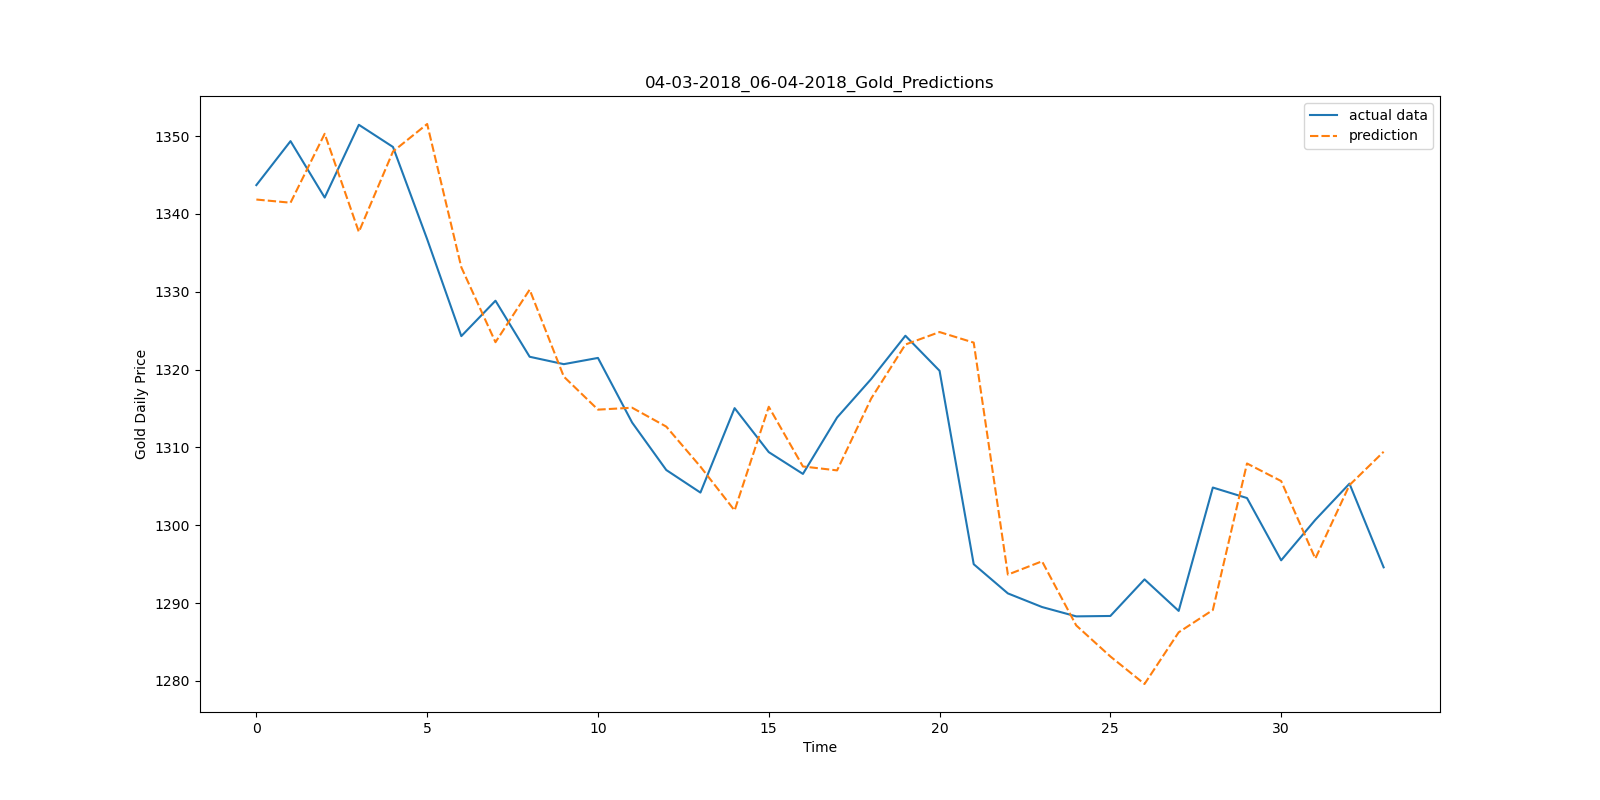 04-03-2018_06-04-2018_Gold_Predictions
actual data
prediction
Gold Daily Price
1350
1340
1330
1320
1310
1300
1290
1280
0 5 10 15 20 25 30
Time